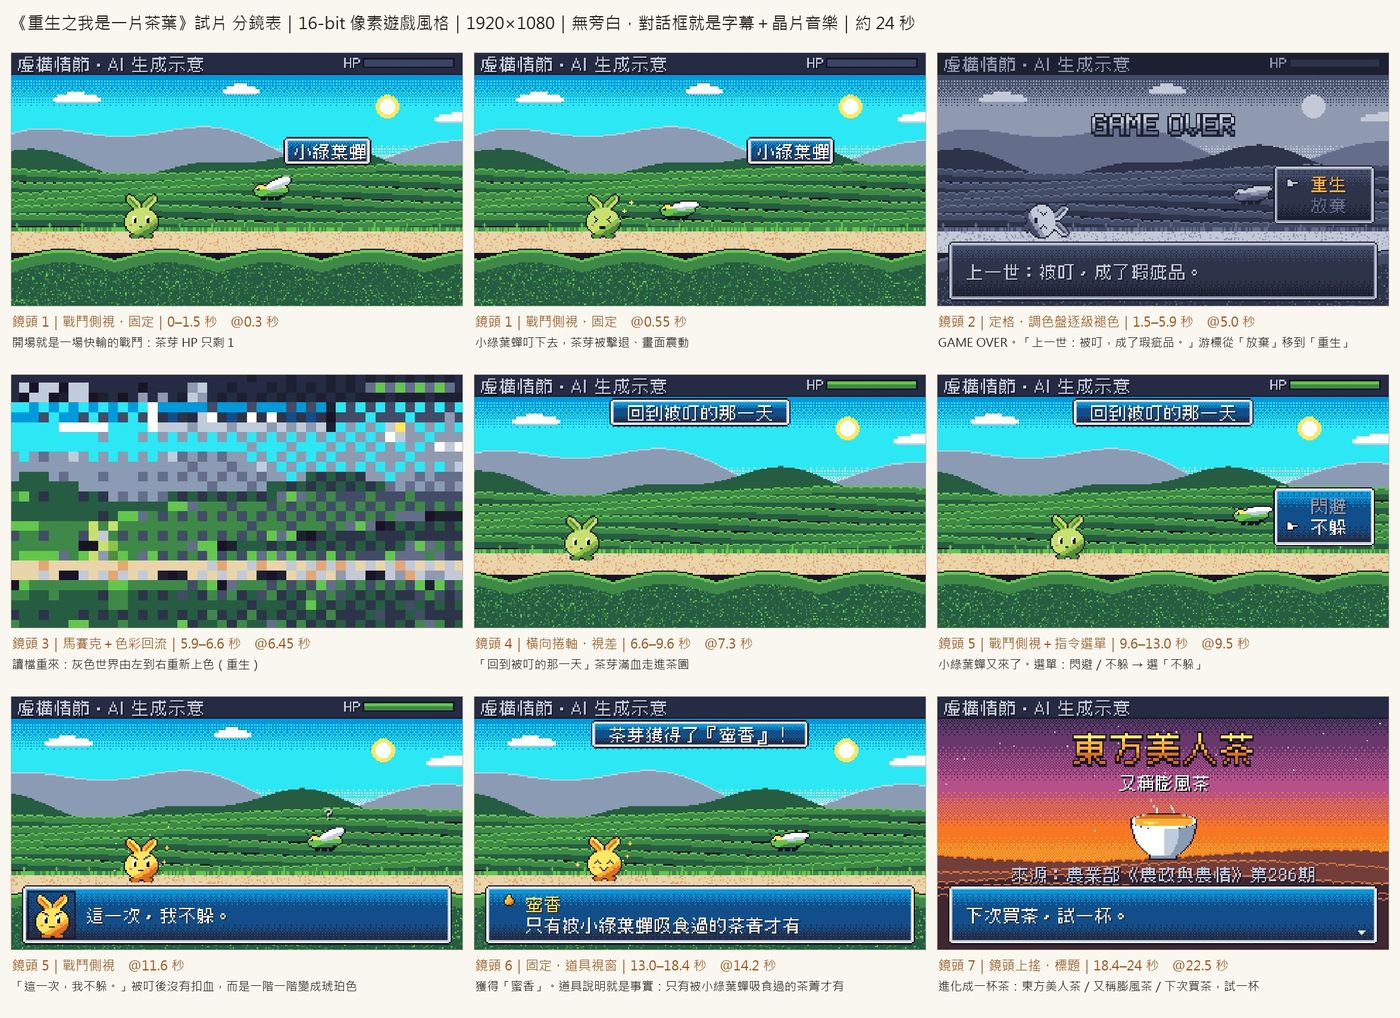 《重生之我是一片茶葉》試片 分鏡表｜16-bit 像素遊戲風格｜1920×1080｜無旁白，對話框就是字幕＋晶片音樂｜約 24 秒
虛構情節・AI 生成示意 HP
小綠葉蟬
鏡頭 1｜戰鬥側視・固定｜0–1.5 秒 @0.3 秒
開場就是一場快輸的戰鬥：茶芽 HP 只剩 1
虛構情節・AI 生成示意 HP
小綠葉蟬
鏡頭 1｜戰鬥側視・固定 @0.55 秒
小綠葉蟬叮下去，茶芽被擊退、畫面震動
虛構情節・AI 生成示意 HP
GAME OVER
重生
放棄
上一世：被叮，成了瑕疵品。
鏡頭 2｜定格・調色盤逐級褪色｜1.5–5.9 秒 @5.0 秒
GAME OVER。「上一世：被叮，成了瑕疵品。」游標從「放棄」移到「重生」
鏡頭 3｜馬賽克＋色彩回流｜5.9–6.6 秒 @6.45 秒
讀檔重來：灰色世界由左到右重新上色（重生）
虛構情節・AI 生成示意 HP
回到被叮的那一天
鏡頭 4｜橫向捲軸・視差｜6.6–9.6 秒 @7.3 秒
「回到被叮的那一天」茶芽滿血走進茶園
虛構情節・AI 生成示意 HP
回到被叮的那一天
閃避
不躲
鏡頭 5｜戰鬥側視＋指令選單｜9.6–13.0 秒 @9.5 秒
小綠葉蟬又來了。選單：閃避 / 不躲 → 選「不躲」
虛構情節・AI 生成示意 HP
?
這一次，我不躲。
鏡頭 5｜戰鬥側視 @11.6 秒
「這一次，我不躲。」被叮後沒有扣血，而是一階一階變成琥珀色
虛構情節・AI 生成示意
茶芽獲得了『蜜香』！
蜜香
只有被小綠葉蟬吸食過的茶菁才有
鏡頭 6｜固定・道具視窗｜13.0–18.4 秒 @14.2 秒
獲得「蜜香」。道具說明就是事實：只有被小綠葉蟬吸食過的茶菁才有
虛構情節・AI 生成示意
東方美人茶
又稱膨風茶
來源：農業部《農政與農情》第286期
下次買茶，試一杯。
鏡頭 7｜鏡頭上搖・標題｜18.4–24 秒 @22.5 秒
進化成一杯茶：東方美人茶 / 又稱膨風茶 / 下次買茶，試一杯